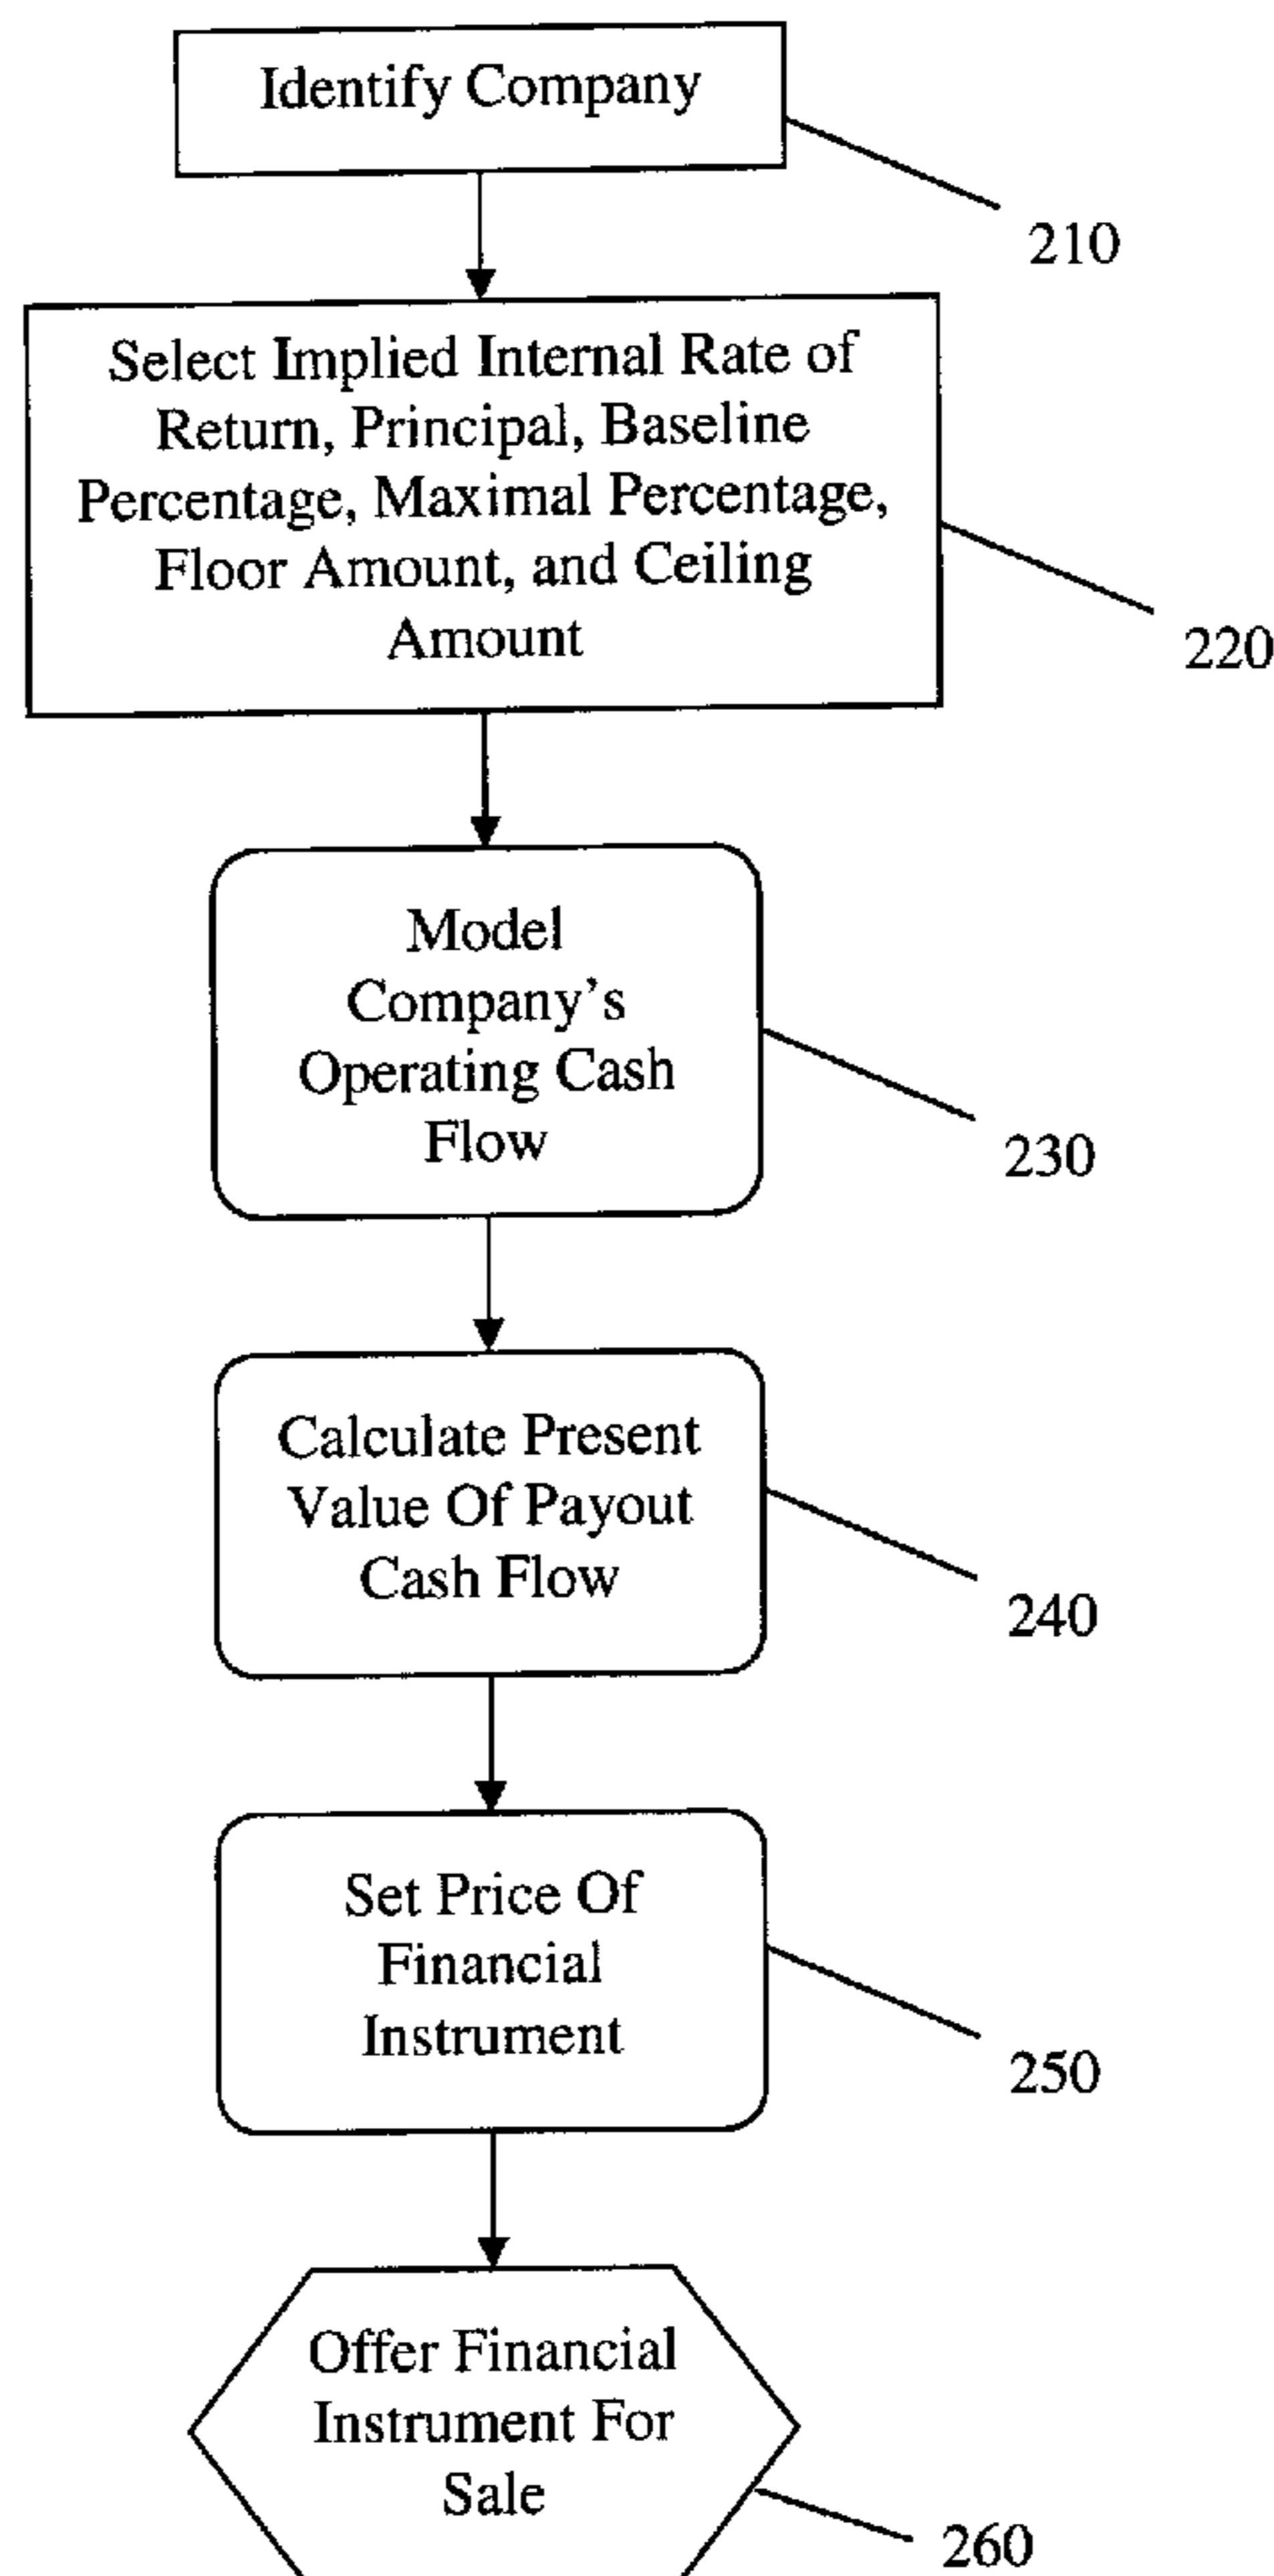 Identify Company
210
Select Implied Internal Rate of
Return, Principal, Baseline
Percentage, Maximal Percentage,
Floor Amount, and Ceiling
Amount
220
Model
Company's
Operating Cash
Flow
230
Calculate Present
Value Of Payout
Cash Flow
240
Set Price Of
Financial
Instrument
250
Offer Financial
Instrument For
Sale
260